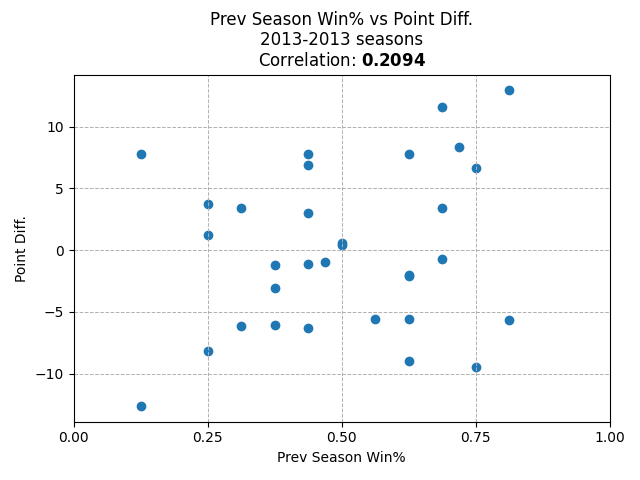 Prev Season Win% vs Point Diff.
2013-2013 seasons
Correlation: 0.2094
Point Diff.
10
5
0
−5
−10
0.00 0.25 0.50 0.75 1.00
Prev Season Win%